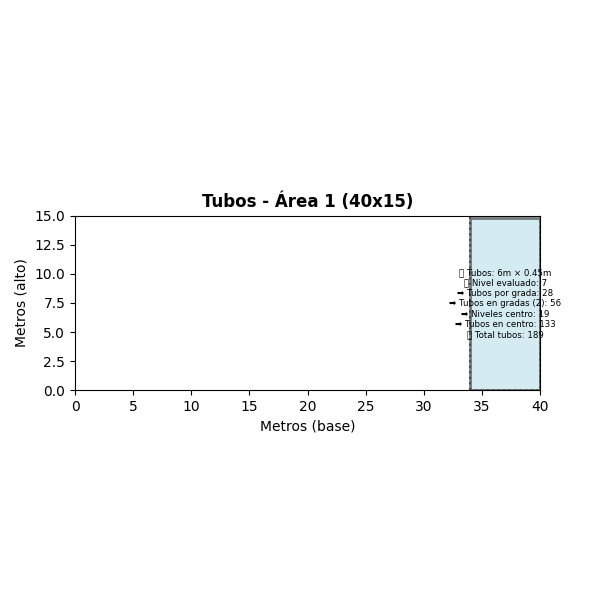 Tubos - Área 1 (40x15)
15.0
12.5
10.0
7.5
5.0
2.5
0.0
Metros (alto)
Tubos: 6m × 0.45m
Nivel evaluado: 7
➡ Tubos por grada: 28
➡ Tubos en gradas (2): 56
➡ Niveles centro: 19
➡ Tubos en centro: 133
Total tubos: 189
0 5 10 15 20 25 30 35 40
Metros (base)